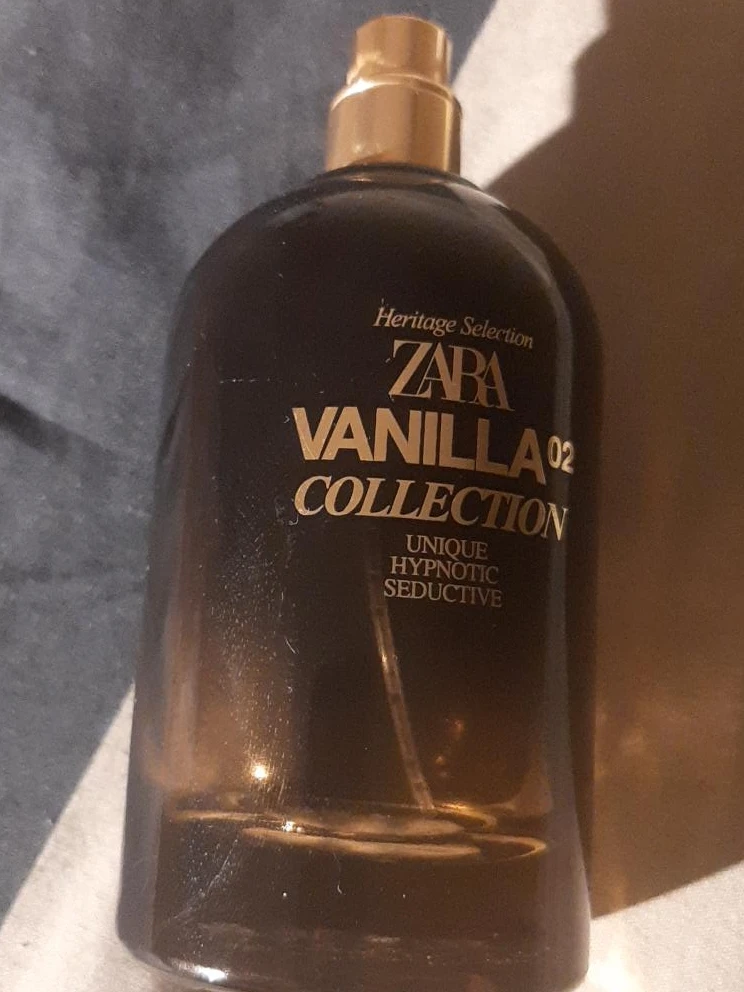 Heritage Selection
ZARA
VANILLA 02
COLLECTION
UNIQUE
HYPNOTIC
SEDUCTIVE